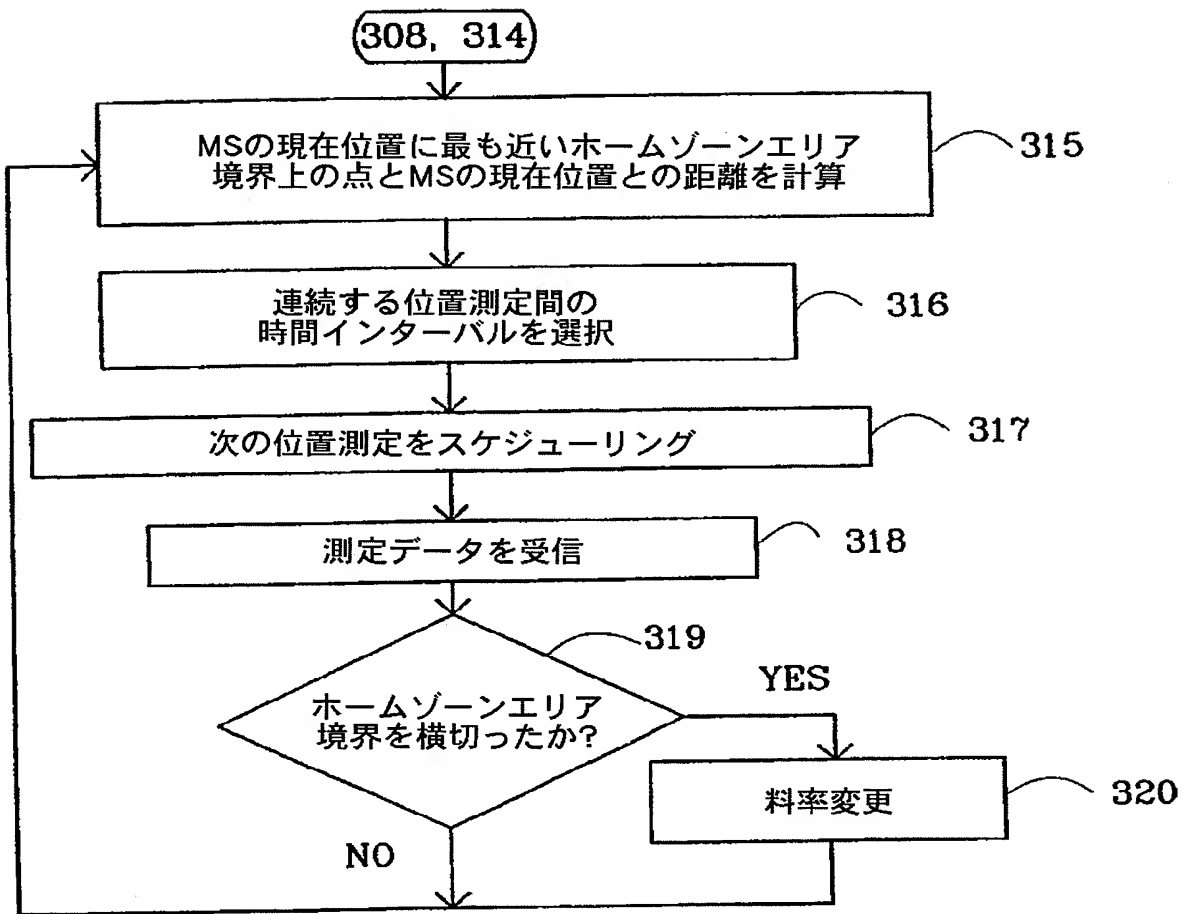 308, 314
MSの現在位置に最も近いホームゾーンエリア
境界上の点とMSの現在位置との距離を計算
315
連続する位置測定間の
時間インターバルを選択
316
次の位置測定をスケジューリング
317
測定データを受信
318
319
ホームゾーンエリア
境界を横切ったか?
YES
料率変更
320
NO